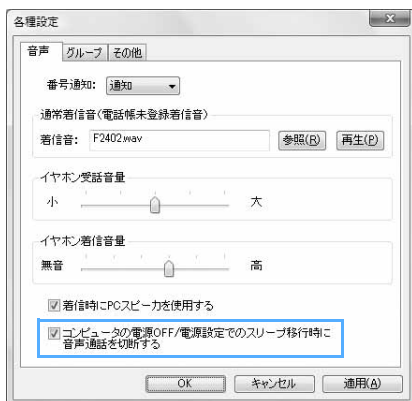 各種設定
音声 グループ その他
番号通知: 通知
通常着信音(電話帳未登録着信音)
着信音: F2402.wav 参照(R) 再生(P)
イヤホン受話音量
小 大
イヤホン着信音量
無音 高
着信時にPCスピーカを使用する
コンピュータの電源OFF/電源設定でのスリープ移行時に
音声通話を切断する
OK キャンセル 適用(A)